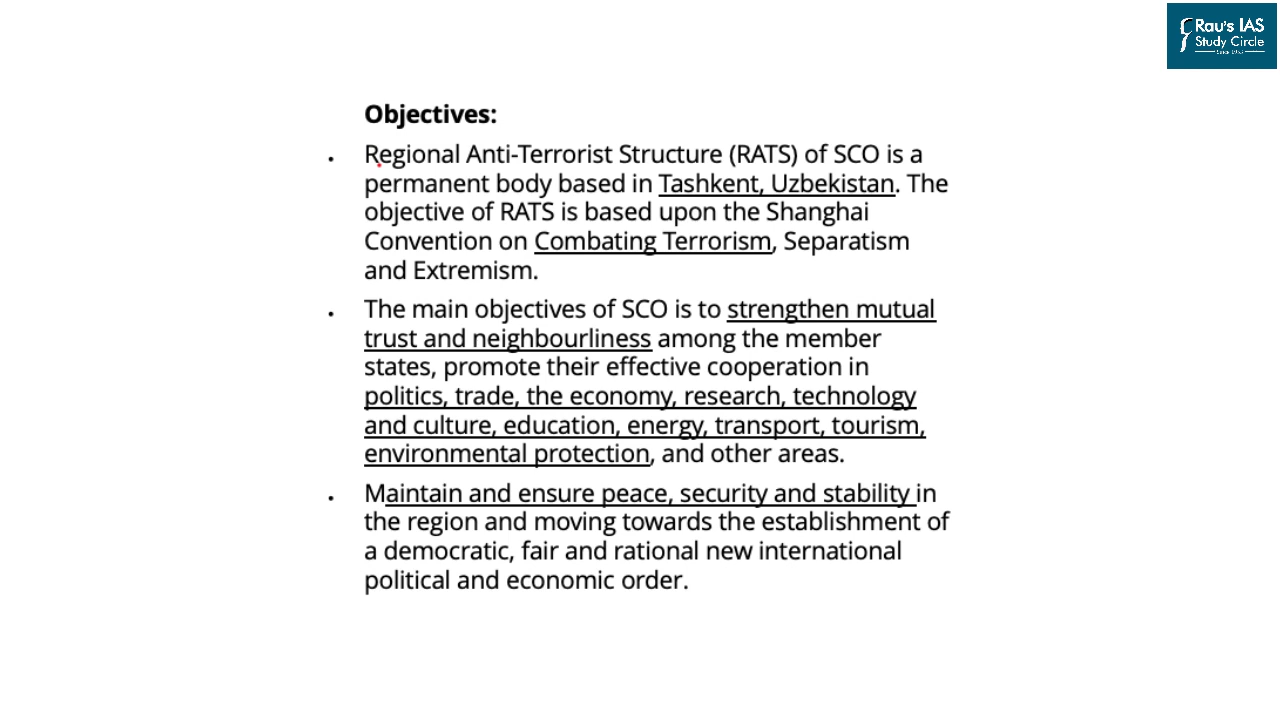 Rau's IAS
Study Circle
Objectives:
• Regional Anti-Terrorist Structure (RATS) of SCO is a
permanent body based in Tashkent, Uzbekistan. The
objective of RATS is based upon the Shanghai
Convention on Combating Terrorism, Separatism
and Extremism.
• The main objectives of SCO is to strengthen mutual
trust and neighbourliness among the member
states, promote their effective cooperation in
politics, trade, the economy, research, technology
and culture, education, energy, transport, tourism,
environmental protection, and other areas.
• Maintain and ensure peace, security and stability in
the region and moving towards the establishment of
a democratic, fair and rational new international
political and economic order.